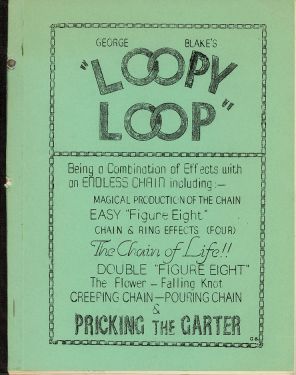 GEORGE BLAKE'S
"LOOPY
LOOP"
Being a Combination of Effects with
an ENDLESS CHAIN including:—
MAGICAL PRODUCTION OF THE CHAIN
EASY "Figure Eight"
CHAIN & RING EFFECTS (FOUR)
The Chain of Life!!
DOUBLE "FIGURE EIGHT"
The Flower — Falling Knot
CREEPING CHAIN — POURING CHAIN
&
PRICKING THE GARTER